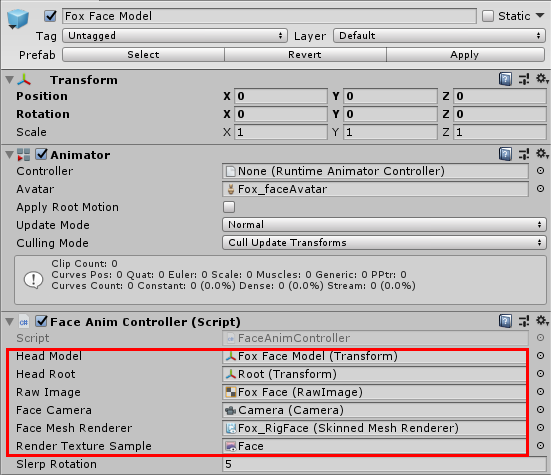 Fox Face Model Static
Tag Untagged Layer Default
Prefab Select Revert Apply
Transform
Position X 0 Y 0 Z 0
Rotation X 0 Y 0 Z 0
Scale X 1 Y 1 Z 1
Animator
Controller None (Runtime Animator Controller)
Avatar Fox_faceAvatar
Apply Root Motion
Update Mode Normal
Culling Mode Cull Update Transforms
Clip Count: 0
Curves Pos: 0 Quat: 0 Euler: 0 Scale: 0 Muscles: 0 Generic: 0 PPtr: 0
Curves Count: 0 Constant: 0 (0.0%) Dense: 0 (0.0%) Stream: 0 (0.0%)
Face Anim Controller (Script)
Script FaceAnimController
Head Model Fox Face Model (Transform)
Head Root Root (Transform)
Raw Image Fox Face (RawImage)
Face Camera Camera (Camera)
Face Mesh Renderer Fox_RigFace (Skinned Mesh Renderer)
Render Texture Sample Face
Slerp Rotation 5